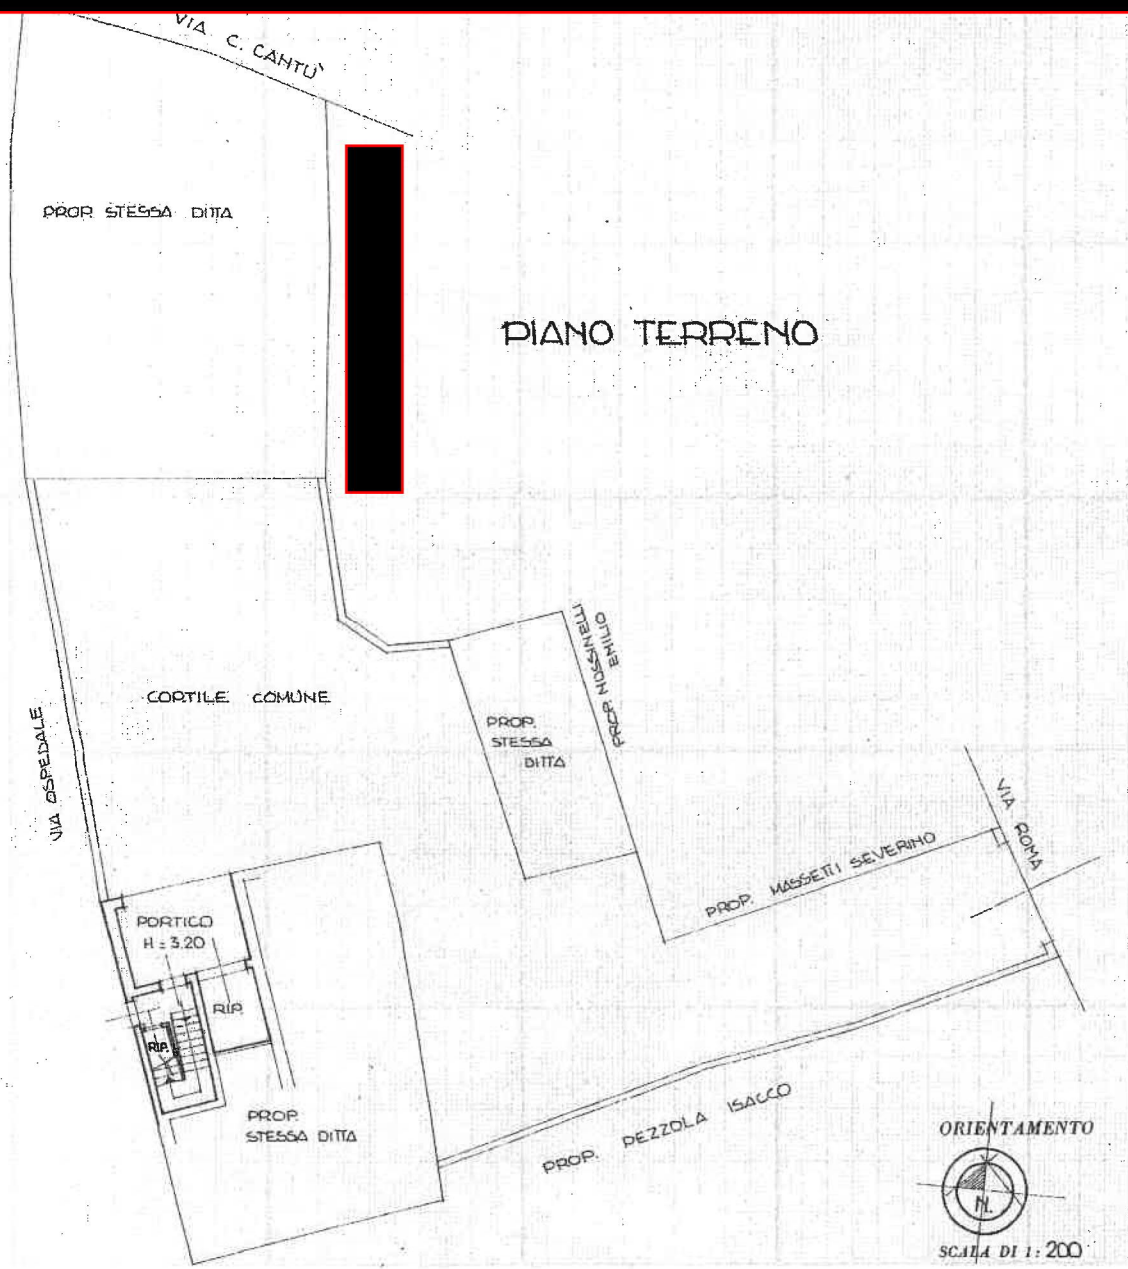 VIA C. CANTU'
PROP. STESSA DITTA
PIANO TERRENO
PROP. NOSSINELLI
EMILIO
CORTILE COMUNE
VIA OSPEDALE
PROP.
STESSA
DITTA
VIA ROMA
PROP. MASSETTI SEVERINO
PORTICO
H = 3.20
RIP.
RIP.
PROP.
STESSA DITTA
PROP. PEZZOLA ISACCO
ORIENTAMENTO
N.
SCALA DI 1: 200